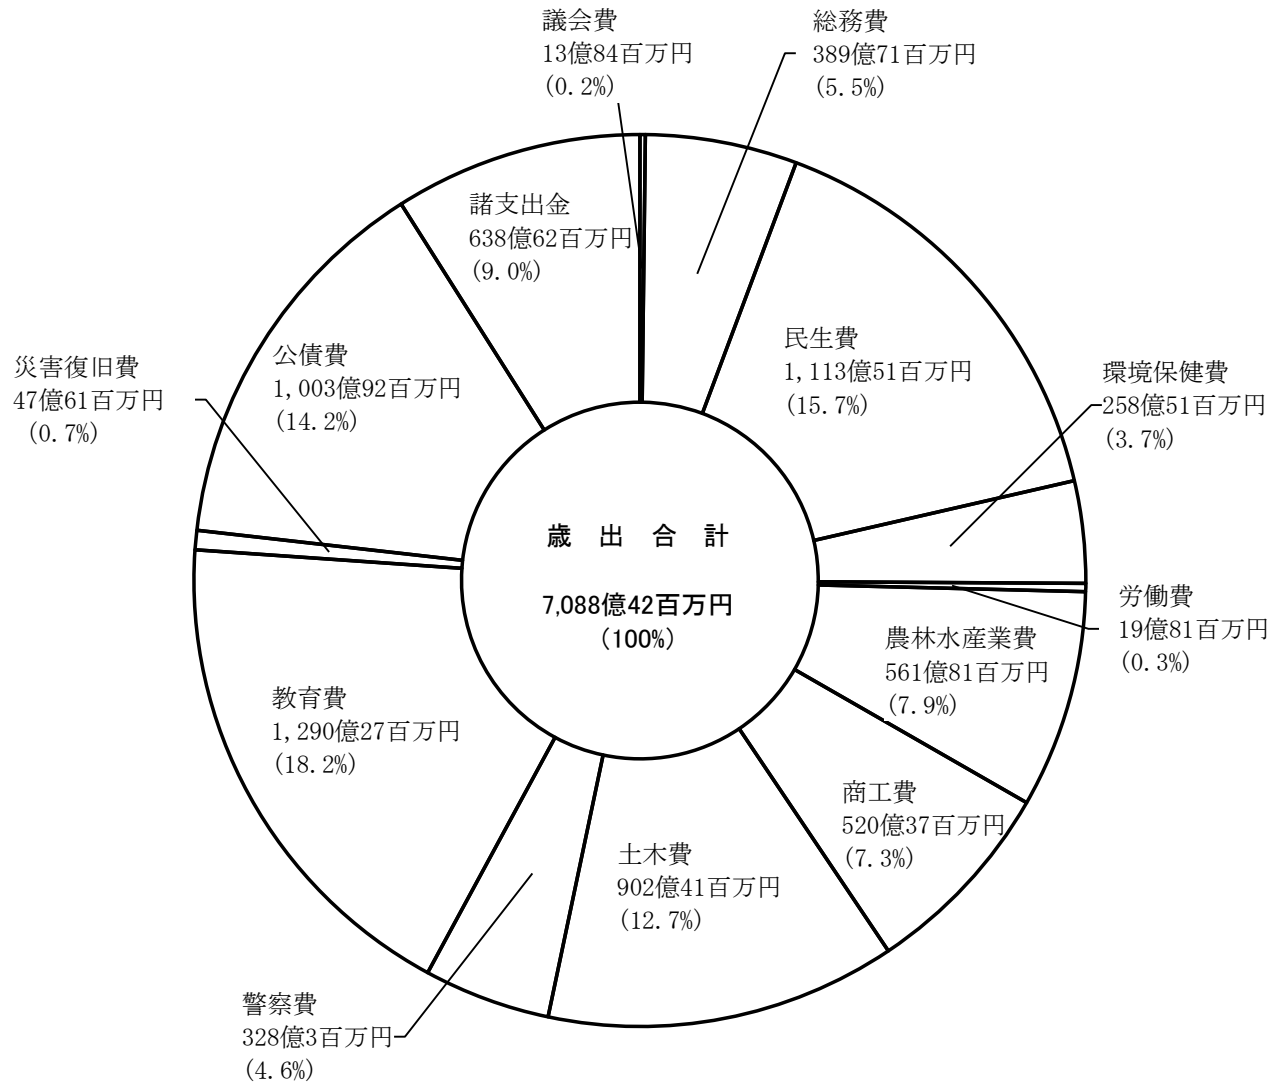 議会費
13億84百万円
(0.2%)
総務費
389億71百万円
(5.5%)
民生費
1,113億51百万円
(15.7%)
環境保健費
258億51百万円
(3.7%)
労働費
19億81百万円
(0.3%)
農林水産業費
561億81百万円
(7.9%)
商工費
520億37百万円
(7.3%)
土木費
902億41百万円
(12.7%)
警察費
328億3百万円
(4.6%)
教育費
1,290億27百万円
(18.2%)
災害復旧費
47億61百万円
(0.7%)
公債費
1,003億92百万円
(14.2%)
諸支出金
638億62百万円
(9.0%)
歳 出 合 計
7,088億42百万円
(100%)